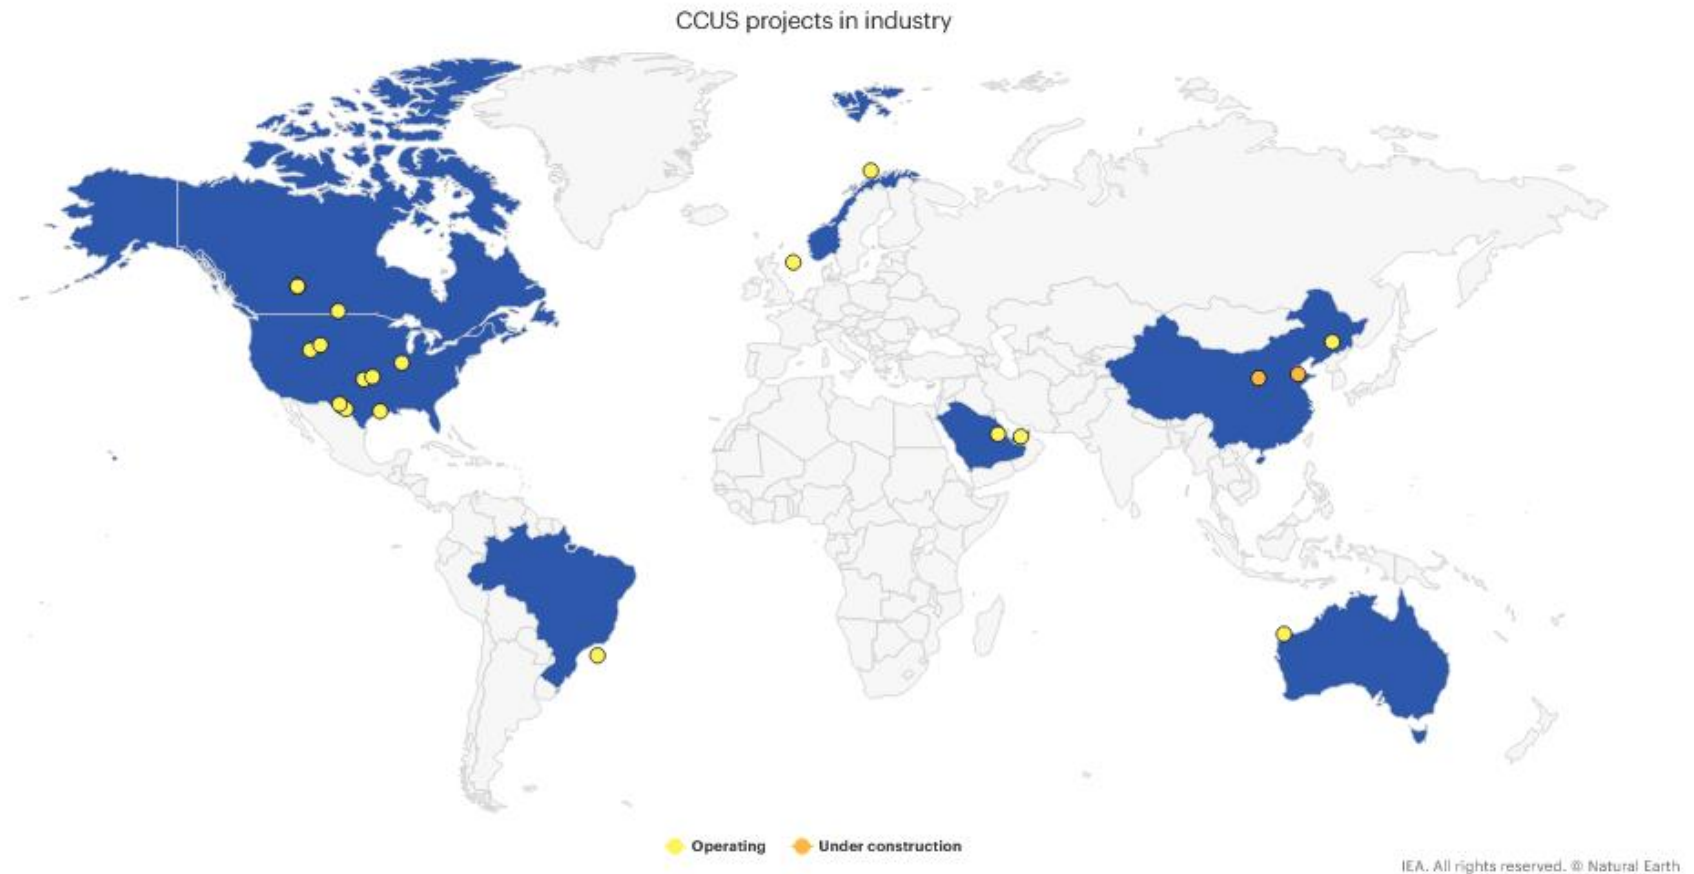 CCUS projects in industry
Operating
Under construction
IEA. All rights reserved. © Natural Earth